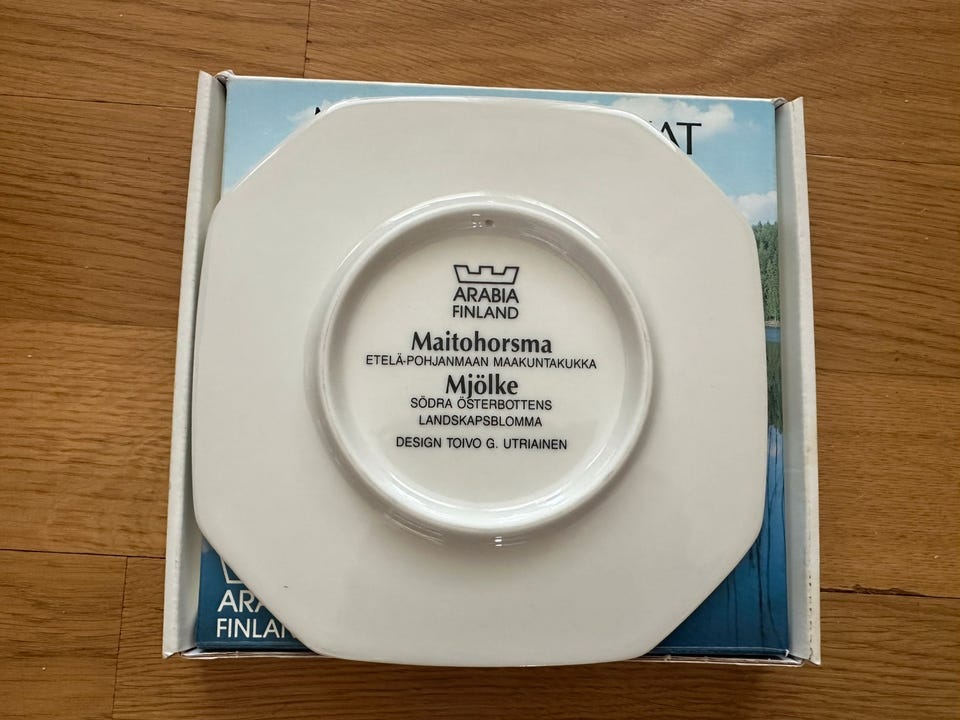 ARABIA
FINLAND
Maitohorsma
ETELÄ-POHJANMAAN MAAKUNTAKUKKA
Mjölke
SÖDRA ÖSTERBOTTENS
LANDSKAPSBLOMMA
DESIGN TOIVO G. UTRIAINEN